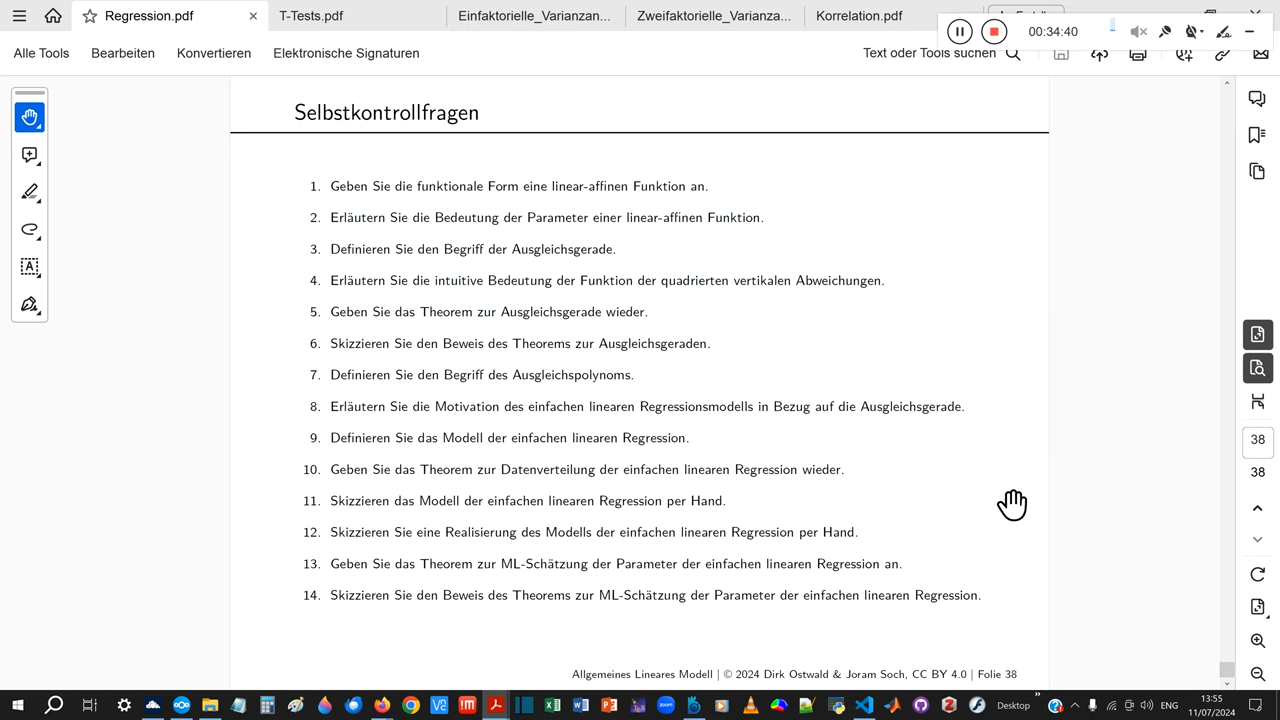 Regression.pdf
T-Tests.pdf
Einfaktorielle_Varianzan...
Zweifaktorielle_Varianza...
Korrelation.pdf
00:34:40
Alle Tools
Bearbeiten
Konvertieren
Elektronische Signaturen
Text oder Tools suchen
Selbstkontrollfragen
1. Geben Sie die funktionale Form eine linear-affinen Funktion an.
2. Erläutern Sie die Bedeutung der Parameter einer linear-affinen Funktion.
3. Definieren Sie den Begriff der Ausgleichsgerade.
4. Erläutern Sie die intuitive Bedeutung der Funktion der quadrierten vertikalen Abweichungen.
5. Geben Sie das Theorem zur Ausgleichsgerade wieder.
6. Skizzieren Sie den Beweis des Theorems zur Ausgleichsgeraden.
7. Definieren Sie den Begriff des Ausgleichspolynoms.
8. Erläutern Sie die Motivation des einfachen linearen Regressionsmodells in Bezug auf die Ausgleichsgerade.
9. Definieren Sie das Modell der einfachen linearen Regression.
10. Geben Sie das Theorem zur Datenverteilung der einfachen linearen Regression wieder.
11. Skizzieren das Modell der einfachen linearen Regression per Hand.
12. Skizzieren Sie eine Realisierung des Modells der einfachen linearen Regression per Hand.
13. Geben Sie das Theorem zur ML-Schätzung der Parameter der einfachen linearen Regression an.
14. Skizzieren Sie den Beweis des Theorems zur ML-Schätzung der Parameter der einfachen linearen Regression.
Allgemeines Lineares Modell | © 2024 Dirk Ostwald & Joram Soch, CC BY 4.0 | Folie 38
38
38
Desktop
ENG
13:55
11/07/2024